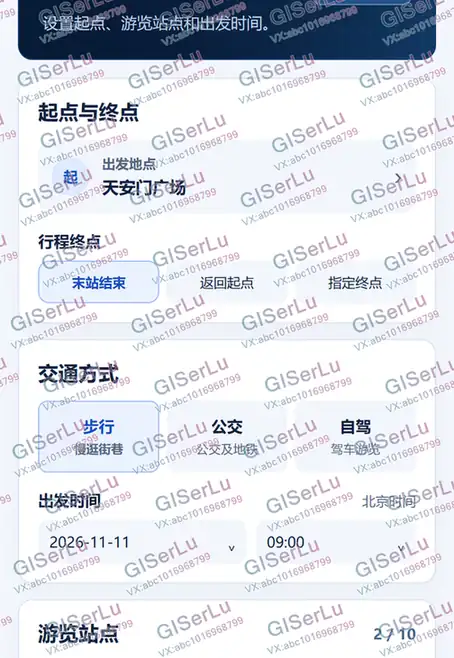 设置起点、游览站点和出发时间。
起点与终点
起
出发地点
天安门广场
行程终点
末站结束 返回起点 指定终点
交通方式
步行 公交 自驾
慢逛街巷 公交及地铁 驾车游览
出发时间 北京时间
2026-11-11 09:00
游览站点 2 / 10
GISerLu
VX:abc1016968799